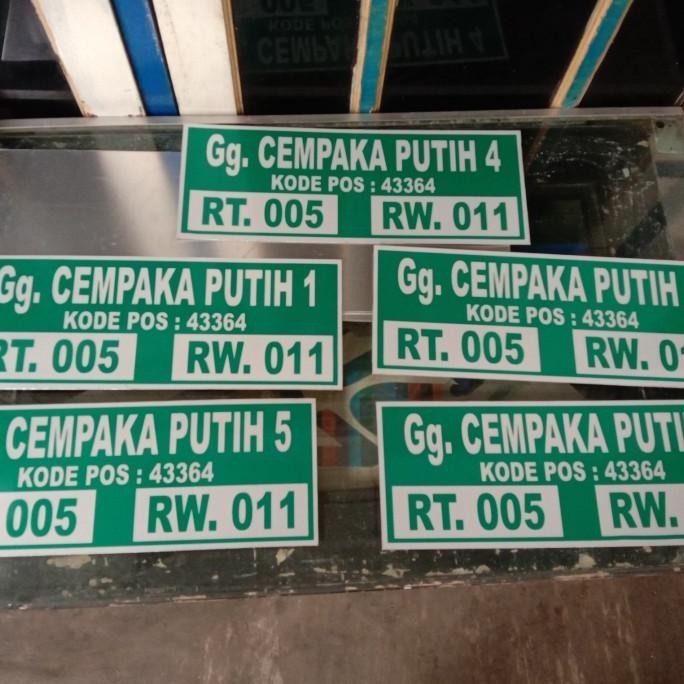 Gg. CEMPAKA PUTIH 4
KODE POS : 43364
RT. 005 RW. 011
Gg. CEMPAKA PUTIH 1
KODE POS : 43364
RT. 005 RW. 011
Gg. CEMPAKA PUTIH
KODE POS : 43364
RT. 005 RW.
CEMPAKA PUTIH 5
KODE POS : 43364
005 RW. 011
Gg. CEMPAKA
KODE POS : 43364
RT. 005 RW.